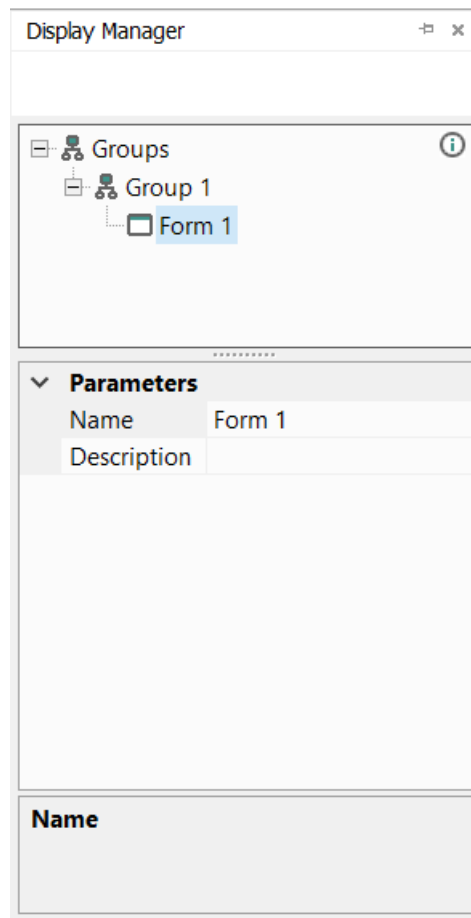 Display Manager
Groups
Group 1
Form 1
Parameters
Name Form 1
Description
Name